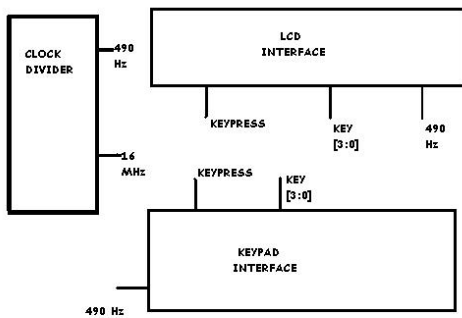 CLOCK
DIVIDER
490
Hz
16
MHz
LCD
INTERFACE
KEYPRESS
KEY
[3:0]
490
Hz
KEYPRESS
KEY
[3:0]
KEYPAD
INTERFACE
490 Hz